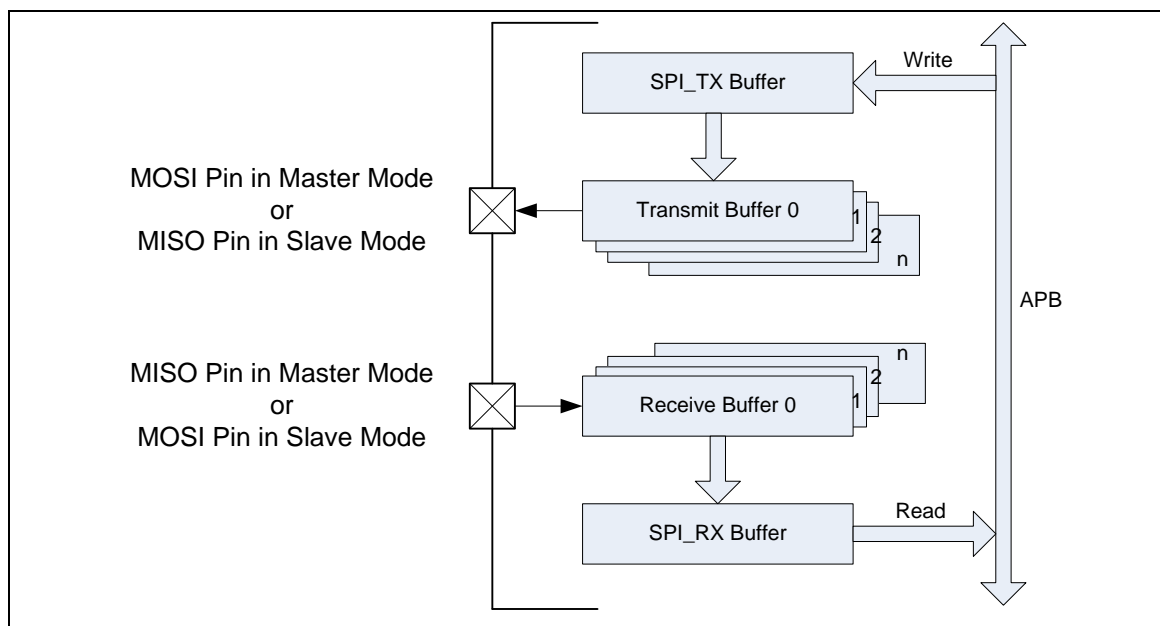 Write
SPI_TX Buffer
MOSI Pin in Master Mode
or
MISO Pin in Slave Mode
Transmit Buffer 0
1
2
n
APB
MISO Pin in Master Mode
or
MOSI Pin in Slave Mode
n
2
1
Receive Buffer 0
SPI_RX Buffer
Read